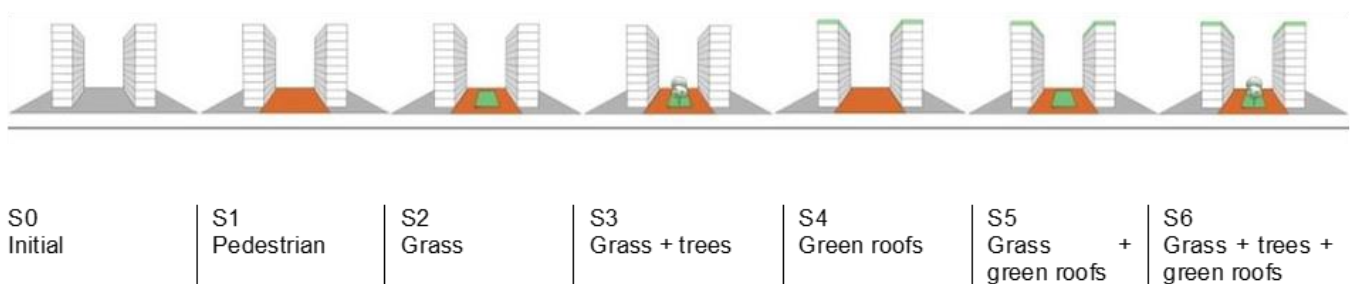 S0
Initial
S1
Pedestrian
S2
Grass
S3
Grass + trees
S4
Green roofs
S5
Grass +
green roofs
S6
Grass + trees +
green roofs